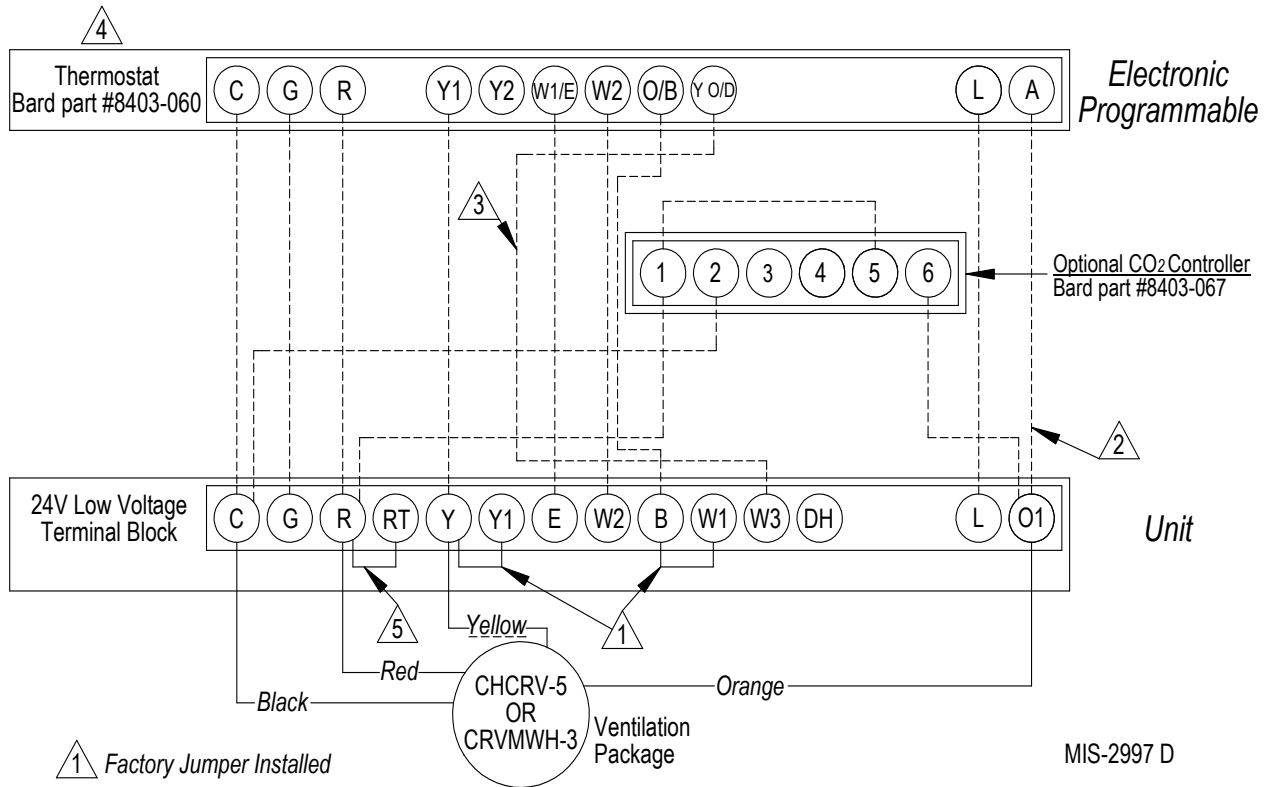 4
Thermostat
Bard part #8403-060
C G R Y1 Y2 W1/E W2 O/B Y O/D L A
Electronic
Programmable
3
1 2 3 4 5 6
Optional CO2 Controller
Bard part #8403-067
2
24V Low Voltage
Terminal Block
C G R RT Y Y1 E W2 B W1 W3 DH L O1
Unit
5
1
Yellow
Red
Black
Orange
CHCRV-5
OR
CRVMWH-3
Ventilation
Package
1 Factory Jumper Installed
MIS-2997 D